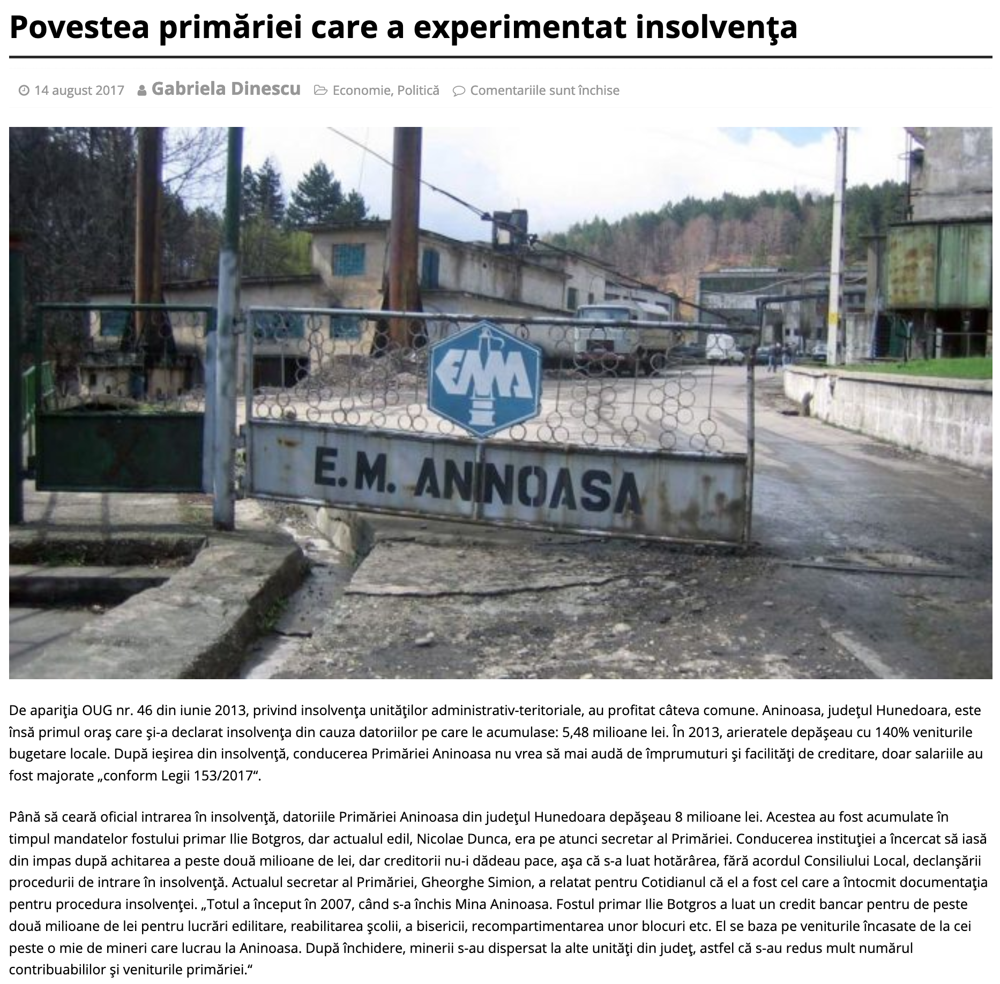 Povestea primăriei care a experimentat insolvenţa
14 august 2017 Gabriela Dinescu Economie, Politică Comentariile sunt închise
EMA
E.M. ANINOASA
De apariţia OUG nr. 46 din iunie 2013, privind insolvenţa unităţilor administrativ-teritoriale, au profitat câteva comune. Aninoasa, judeţul Hunedoara, este
însă primul oraş care şi-a declarat insolvenţa din cauza datoriilor pe care le acumulase: 5,48 milioane lei. În 2013, arieratele depăşeau cu 140% veniturile
bugetare locale. După ieşirea din insolvenţă, conducerea Primăriei Aninoasa nu vrea să mai audă de împrumuturi şi facilităţi de creditare, doar salariile au
fost majorate „conform Legii 153/2017“.
Până să ceară oficial intrarea în insolvenţă, datoriile Primăriei Aninoasa din judeţul Hunedoara depăşeau 8 milioane lei. Acestea au fost acumulate în
timpul mandatelor fostului primar Ilie Botgros, dar actualul edil, Nicolae Dunca, era pe atunci secretar al Primăriei. Conducerea instituţiei a încercat să iasă
din impas după achitarea a peste două milioane de lei, dar creditorii nu-i dădeau pace, aşa că s-a luat hotărârea, fără acordul Consiliului Local, declanşării
procedurii de intrare în insolvenţă. Actualul secretar al Primăriei, Gheorghe Simion, a relatat pentru Cotidianul că el a fost cel care a întocmit documentaţia
pentru procedura insolvenţei. „Totul a început în 2007, când s-a închis Mina Aninoasa. Fostul primar Ilie Botgros a luat un credit bancar pentru de peste
două milioane de lei pentru lucrări edilitare, reabilitarea şcolii, a bisericii, recompartimentarea unor blocuri etc. El se baza pe veniturile încasate de la cei
peste o mie de mineri care lucrau la Aninoasa. După închidere, minerii s-au dispersat la alte unităţi din judeţ, astfel că s-au redus mult numărul
contribuabililor şi veniturile primăriei.“